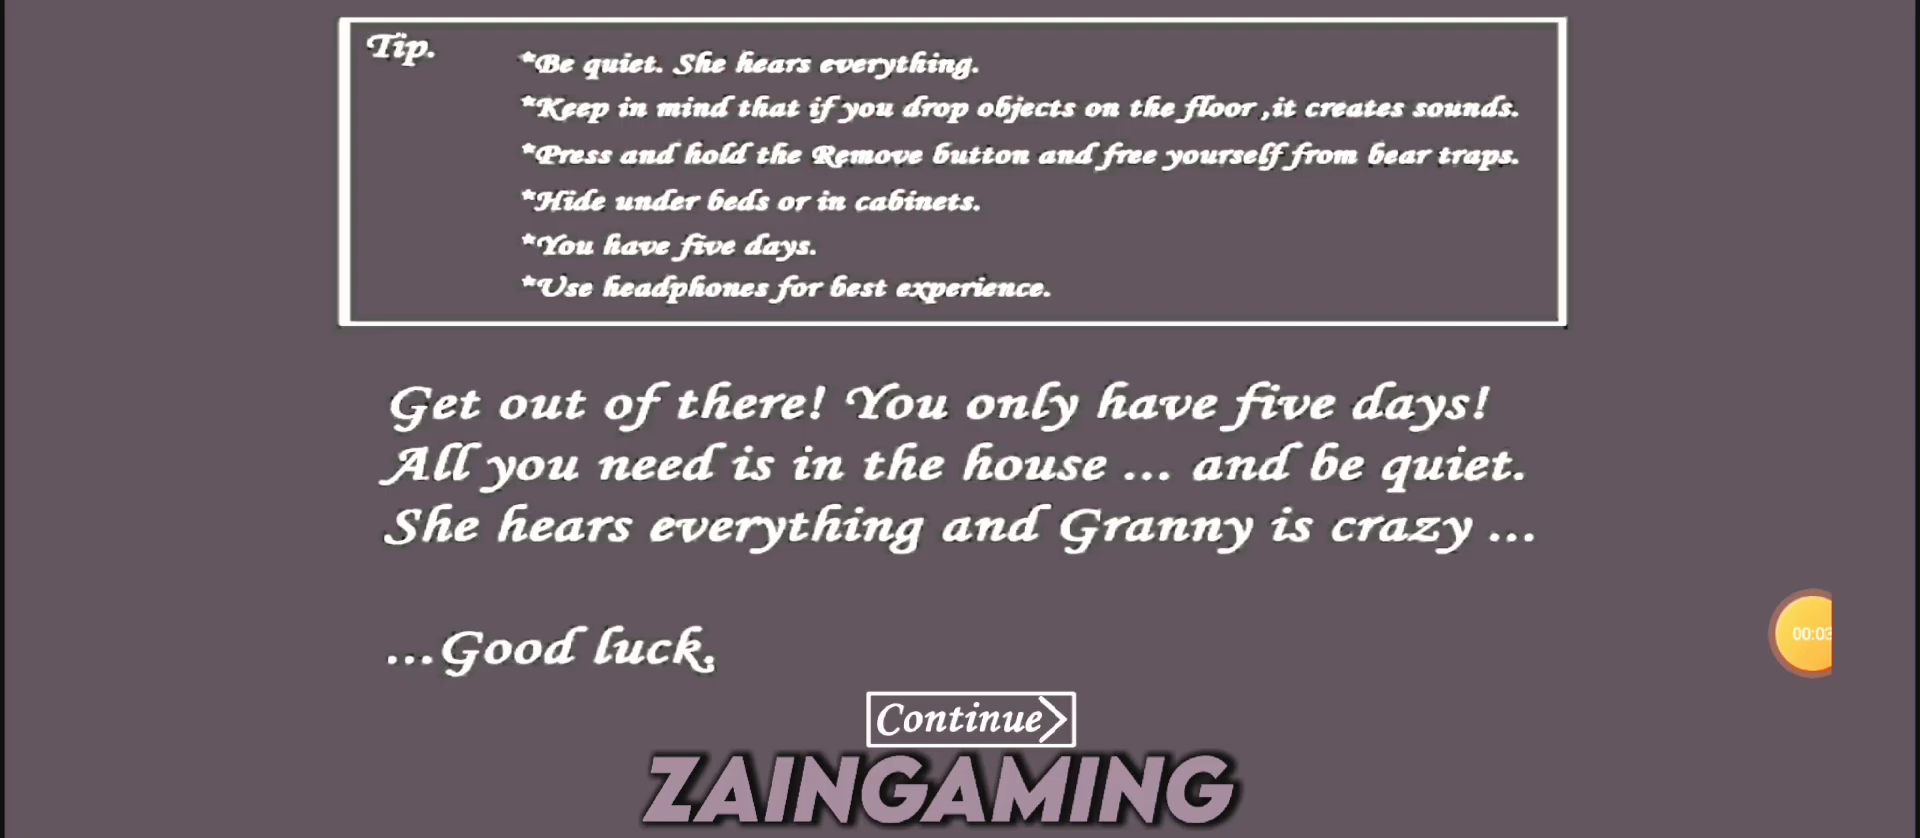 Tip.
*Be quiet. She hears everything.
*Keep in mind that if you drop objects on the floor ,it creates sounds.
*Press and hold the Remove button and free yourself from bear traps.
*Hide under beds or in cabinets.
*You have five days.
*Use headphones for best experience.
Get out of there! You only have five days!
All you need is in the house ... and be quiet.
She hears everything and Granny is crazy ...
...Good luck.
Continue>
ZAINGAMING
00:03